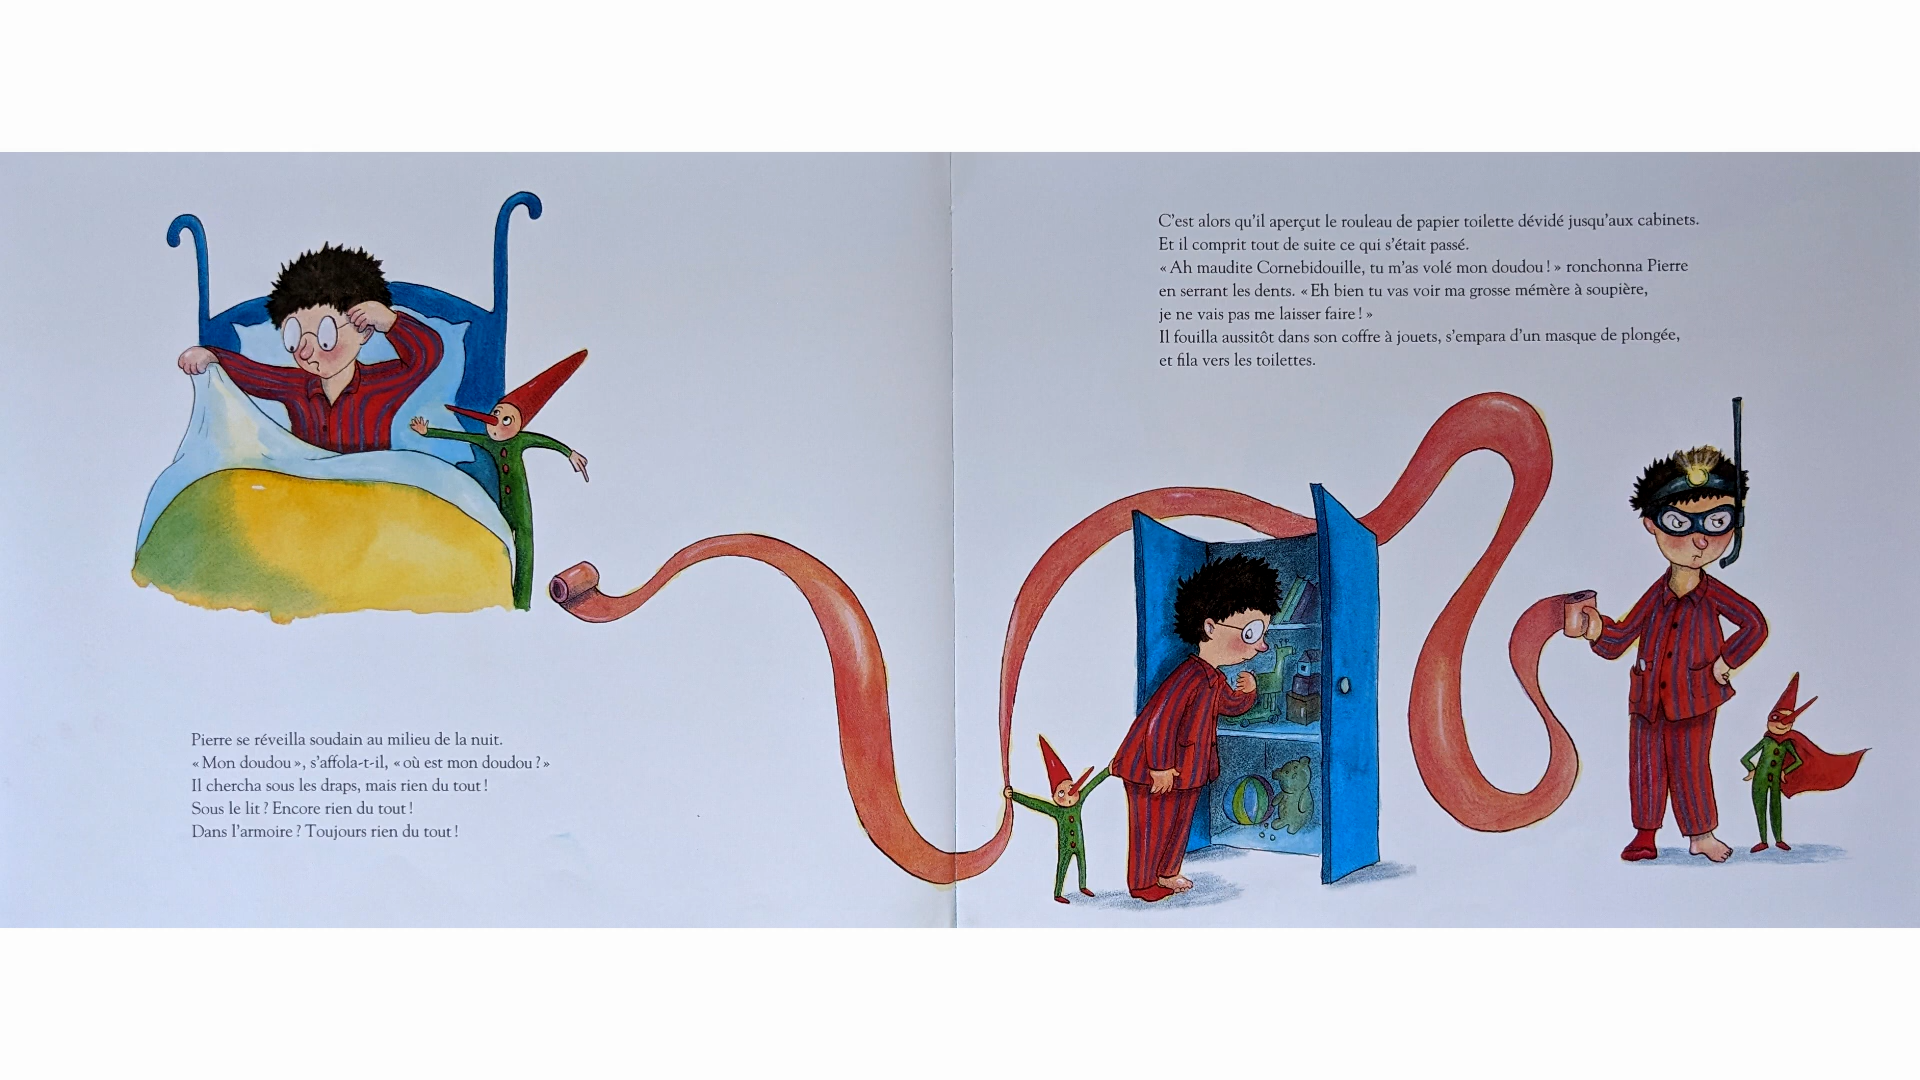 Pierre se réveilla soudain au milieu de la nuit.
« Mon doudou », s'affola-t-il, « où est mon doudou ? »
Il chercha sous les draps, mais rien du tout !
Sous le lit ? Encore rien du tout !
Dans l'armoire ? Toujours rien du tout !
C'est alors qu'il aperçut le rouleau de papier toilette dévidé jusqu'aux cabinets.
Et il comprit tout de suite ce qui s'était passé.
« Ah maudite Cornebidouille, tu m'as volé mon doudou ! » ronchonna Pierre
en serrant les dents. « Eh bien tu vas voir ma grosse mémère à soupière,
je ne vais pas me laisser faire ! »
Il fouilla aussitôt dans son coffre à jouets, s'empara d'un masque de plongée,
et fila vers les toilettes.